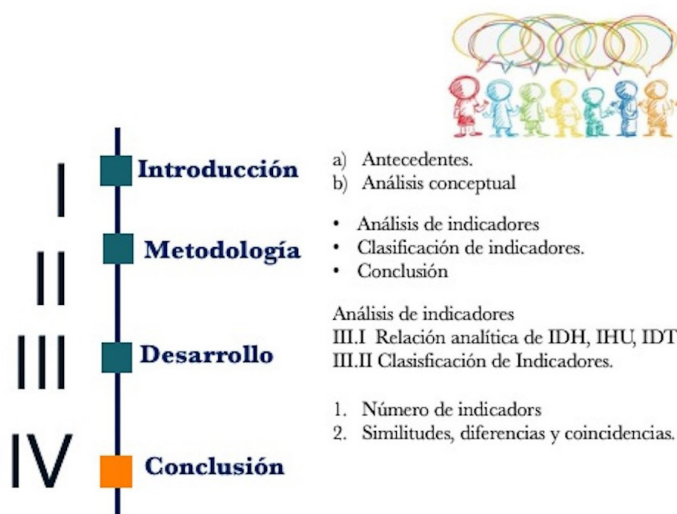 I
Introducción
a) Antecedentes.
b) Análisis conceptual
II
Metodología
• Análisis de indicadores
• Clasificación de indicadores.
• Conclusión
III
Desarrollo
Análisis de indicadores
III.I Relación analítica de IDH, IHU, IDT
III.II Clasisficación de Indicadores.
IV
Conclusión
1. Número de indicadors
2. Similitudes, diferencias y coincidencias.